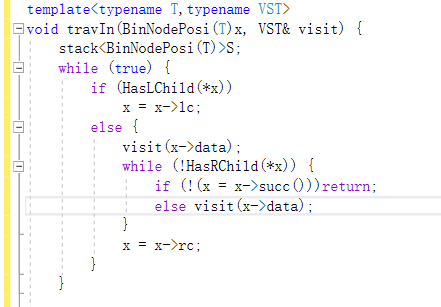 template<typename T,typename VST>
void travIn(BinNodePosi(T)x, VST& visit) {
    stack<BinNodePosi(T)>S;
    while (true) {
        if (HasLChild(*x))
            x = x->lc;
        else {
            visit(x->data);
            while (!HasRChild(*x)) {
                if (!(x = x->succ()))return;
                else visit(x->data);
            }
            x = x->rc;
        }
    }